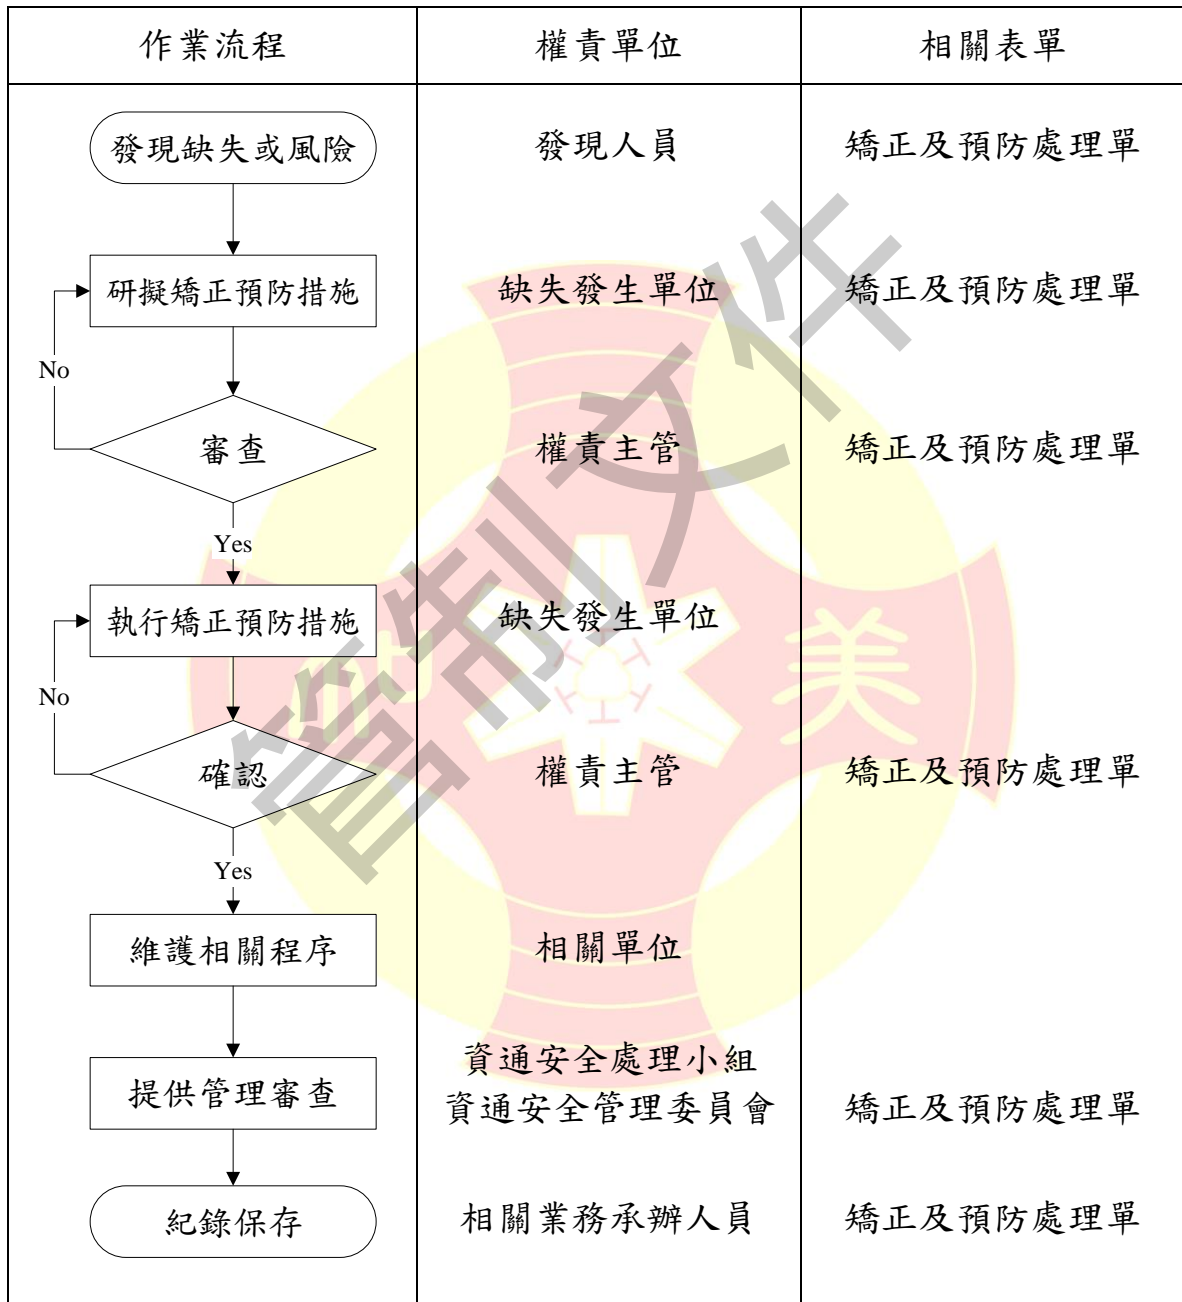 作業流程 權責單位 相關表單
發現缺失或風險 發現人員 矯正及預防處理單
研擬矯正預防措施 缺失發生單位 矯正及預防處理單
No
審查 權責主管 矯正及預防處理單
Yes
執行矯正預防措施 缺失發生單位
No
確認 權責主管 矯正及預防處理單
Yes
維護相關程序 相關單位
資通安全處理小組
提供管理審查 資通安全管理委員會 矯正及預防處理單
紀錄保存 相關業務承辦人員 矯正及預防處理單
管制文件
美